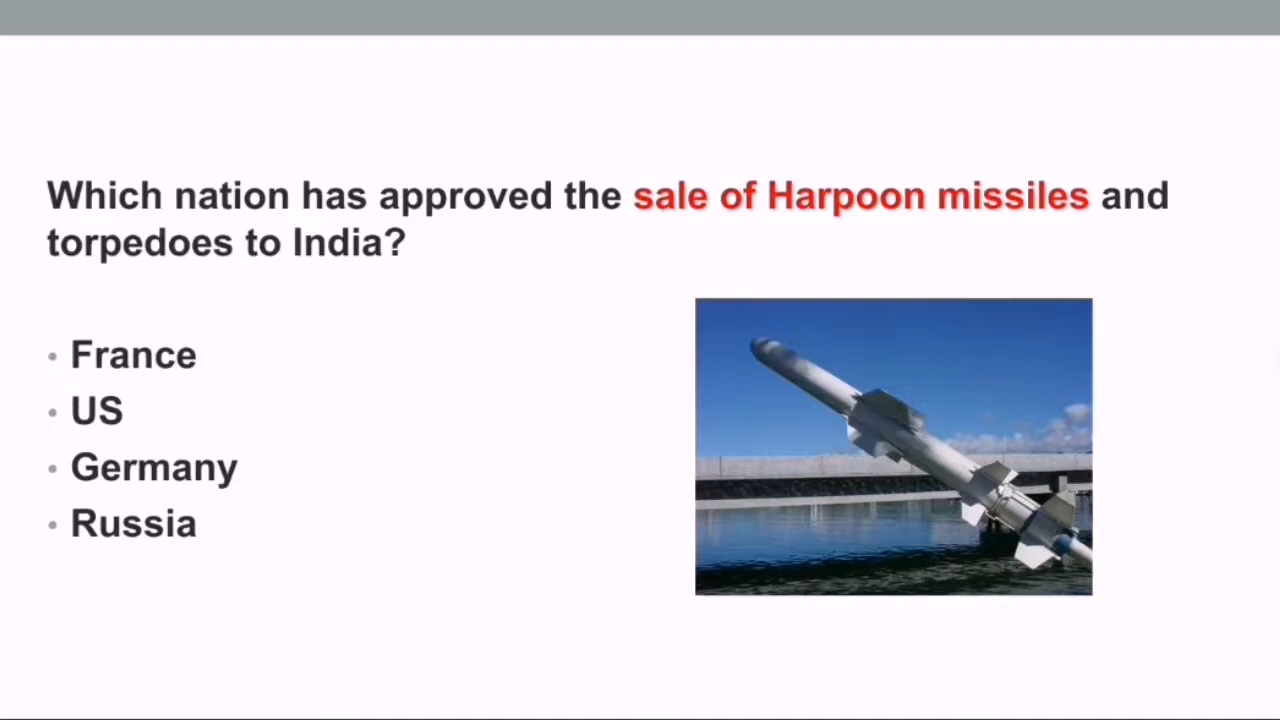 Which nation has approved the sale of Harpoon missiles and
torpedoes to India?
• France
• US
• Germany
• Russia